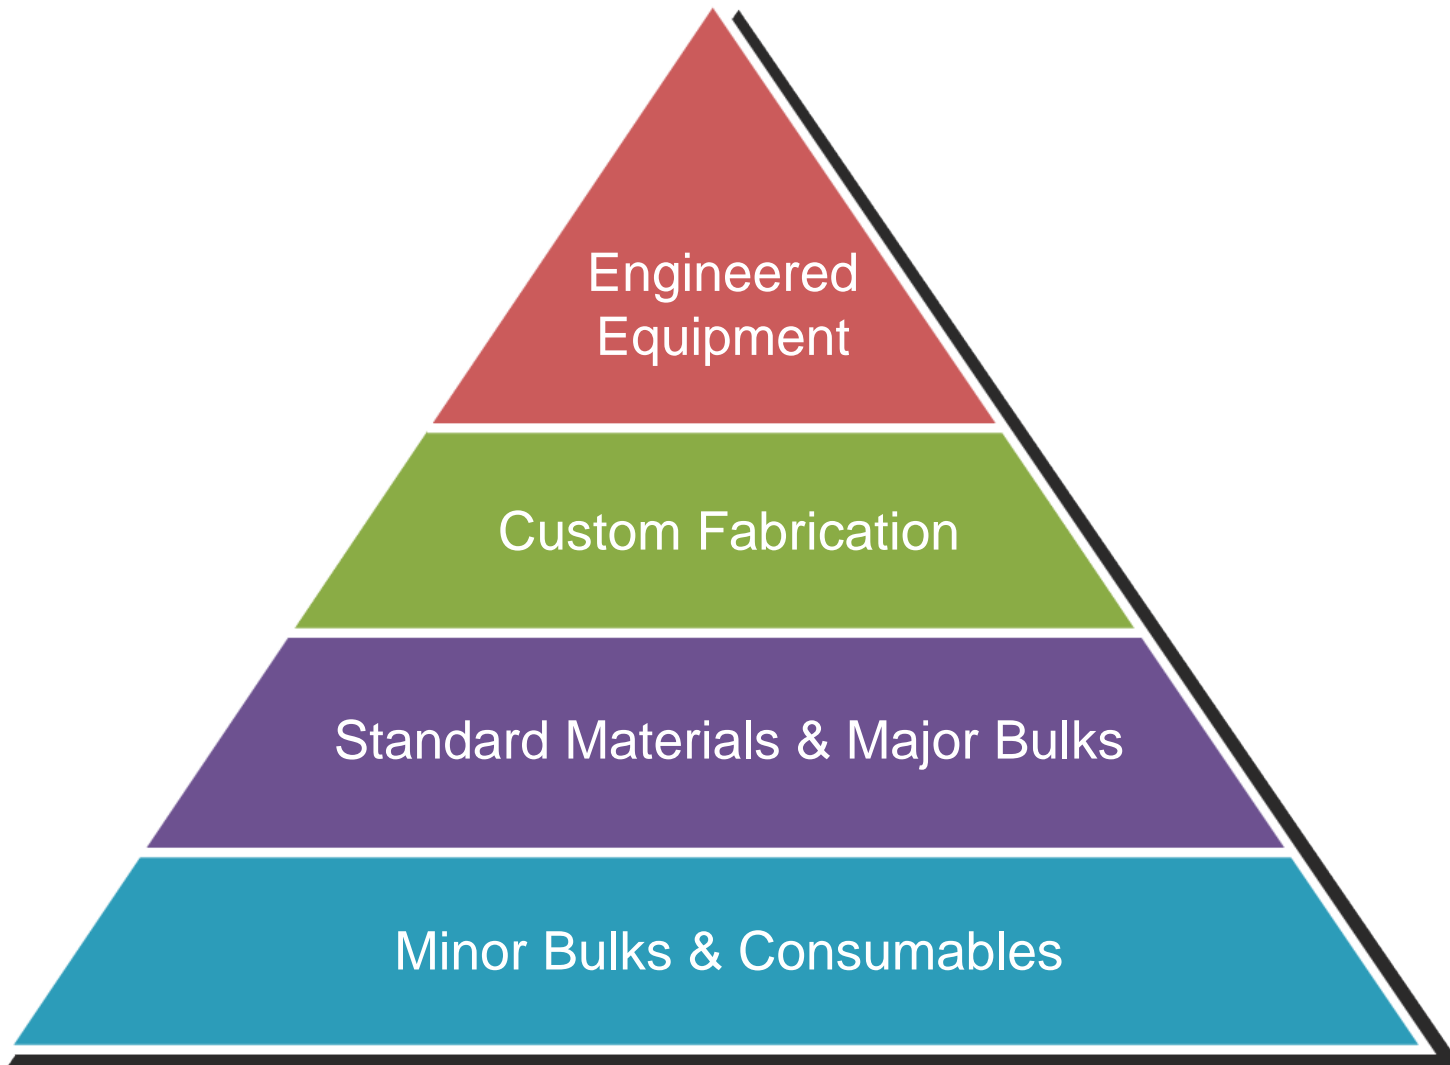 Engineered
Equipment
Custom Fabrication
Standard Materials & Major Bulks
Minor Bulks & Consumables